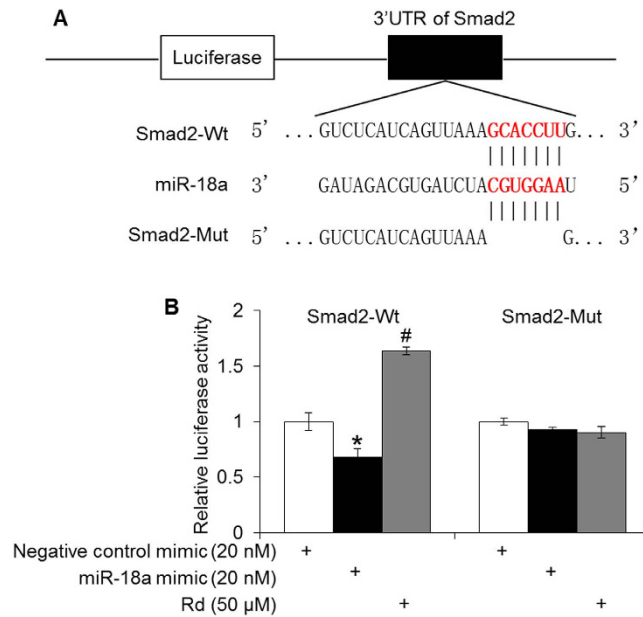 A
3'UTR of Smad2
Luciferase
Smad2-Wt 5' ...GUCUCAUCAGUUAAAGCACCUUG... 3'
miR-18a 3' GAUAGACGUGAUCUACGUGGAAU 5'
Smad2-Mut 5' ...GUCUCAUCAGUUAAA G... 3'
B
Relative luciferase activity
2
1.5
1
0.5
0
Smad2-Wt Smad2-Mut
#
*
Negative control mimic (20 nM) + +
miR-18a mimic (20 nM) + +
Rd (50 µM) + +